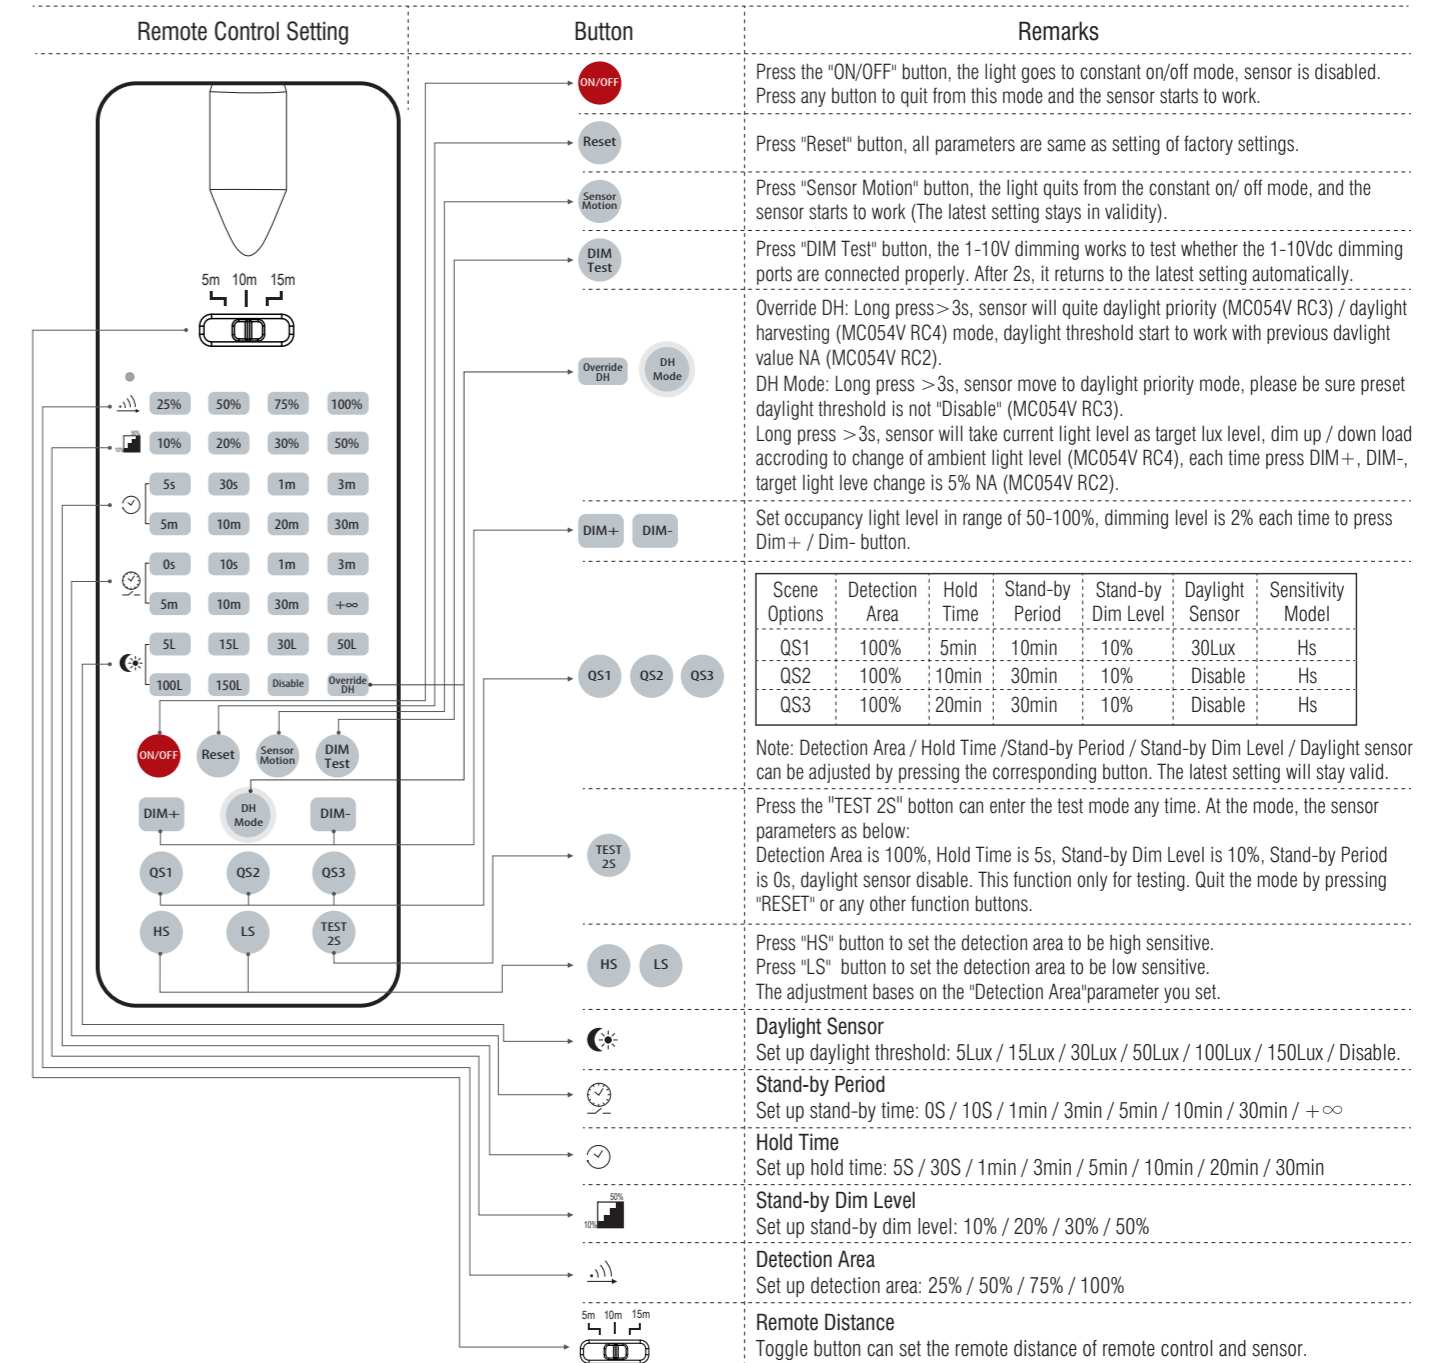 Remote Control Setting
Button
Remarks
5m 10m 15m
25% 50% 75% 100%
50%
10%
10% 20% 30% 50%
5s 30s 1m 3m
5m 10m 20m 30m
0s 10s 1m 3m
5m 10m 30m +∞
5L 15L 30L 50L
100L 150L Disable Override DH
ON/OFF Reset Sensor Motion DIM Test
DIM+ DH Mode DIM-
QS1 QS2 QS3
HS LS TEST 2S
ON/OFF
Press the "ON/OFF" button, the light goes to constant on/off mode, sensor is disabled.
Press any button to quit from this mode and the sensor starts to work.
Reset
Press "Reset" button, all parameters are same as setting of factory settings.
Sensor
Motion
Press "Sensor Motion" button, the light quits from the constant on/ off mode, and the
sensor starts to work (The latest setting stays in validity).
DIM
Test
Press "DIM Test" button, the 1-10V dimming works to test whether the 1-10Vdc dimming
ports are connected properly. After 2s, it returns to the latest setting automatically.
Override DH
DH Mode
Override DH: Long press>3s, sensor will quite daylight priority (MC054V RC3) / daylight
harvesting (MC054V RC4) mode, daylight threshold start to work with previous davlight
value NA (MC054V RC2).
DH Mode: Long press >3s, sensor move to daylight priority mode, please be sure preset
daylight threshold is not "Disable" (MC054V RC3).
Long press >3s, sensor will take current light level as target lux level, dim up / down load
accroding to change of ambient light level (MC054V RC4), each time press DIM+, DIM-,
target light leve change is 5% NA (MC054V RC2).
DIM+ DIM-
Set occupancy light level in range of 50-100%, dimming level is 2% each time to press
Dim+ / Dim- button.
QS1 QS2 QS3
Scene Detection Hold Stand-by Stand-by Daylight Sensitivity
Options Area Time Period Dim Level Sensor Model
QS1 100% 5min 10min 10% 30Lux Hs
QS2 100% 10min 30min 10% Disable Hs
QS3 100% 20min 30min 10% Disable Hs
Note: Detection Area / Hold Time /Stand-by Period / Stand-by Dim Level / Daylight sensor
can be adjusted by pressing the corresponding button. The latest setting will stay valid.
TEST
2S
Press the "TEST 2S" botton can enter the test mode any time. At the mode, the sensor
parameters as below:
Detection Area is 100%, Hold Time is 5s, Stand-by Dim Level is 10%, Stand-by Period
is 0s, daylight sensor disable. This function only for testing. Quit the mode by pressing
"RESET" or any other function buttons.
HS LS
Press "HS" button to set the detection area to be high sensitive.
Press "LS" button to set the detection area to be low sensitive.
The adjustment bases on the "Detection Area"parameter you set.
Daylight Sensor
Set up daylight threshold: 5Lux / 15Lux / 30Lux / 50Lux / 100Lux / 150Lux / Disable.
Stand-by Period
Set up stand-by time: 0S / 10S / 1min / 3min / 5min / 10min / 30min / +∞
Hold Time
Set up hold time: 5S / 30S / 1min / 3min / 5min / 10min / 20min / 30min
50%
10%
Stand-by Dim Level
Set up stand-by dim level: 10% / 20% / 30% / 50%
Detection Area
Set up detection area: 25% / 50% / 75% / 100%
5m 10m 15m
Remote Distance
Toggle button can set the remote distance of remote control and sensor.